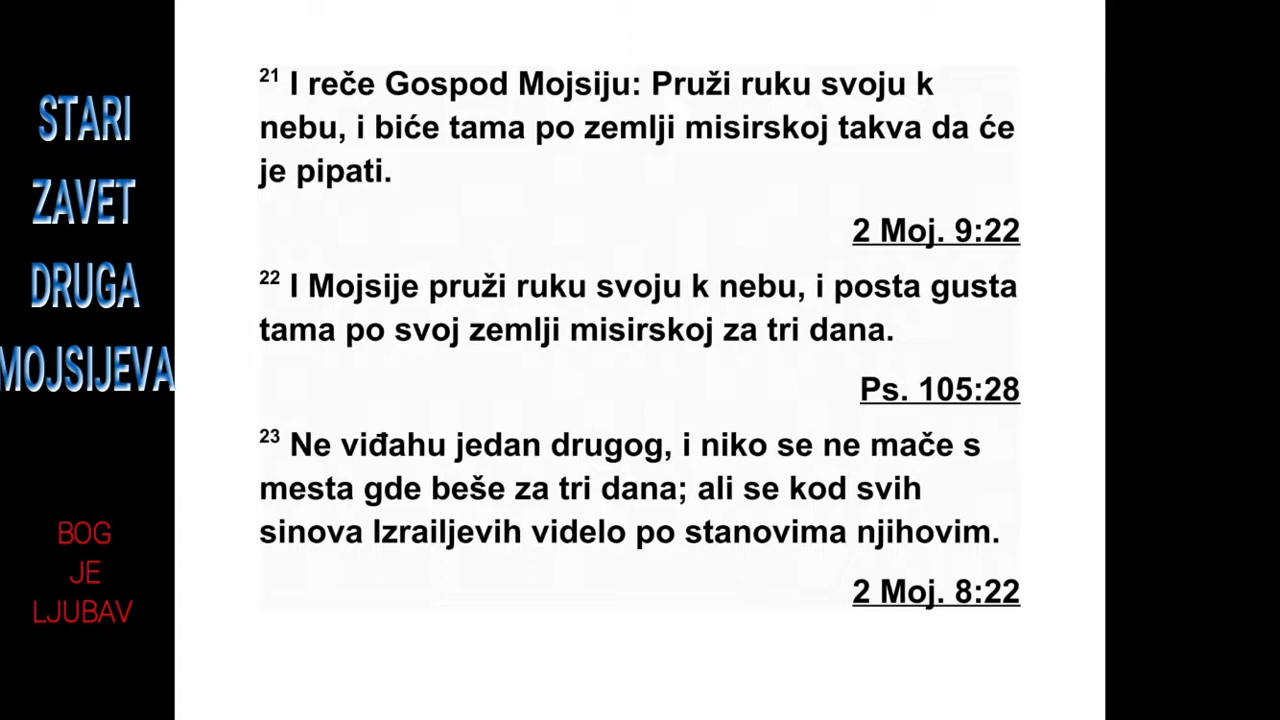 STARI
ZAVET
DRUGA
MOJSIJEVA
BOG
JE
LJUBAV
21 I reče Gospod Mojsiju: Pruži ruku svoju k
nebu, i biće tama po zemlji misirskoj takva da će
je pipati.
2 Moj. 9:22
22 I Mojsije pruži ruku svoju k nebu, i posta gusta
tama po svoj zemlji misirskoj za tri dana.
Ps. 105:28
23 Ne viđahu jedan drugog, i niko se ne mače s
mesta gde beše za tri dana; ali se kod svih
sinova Izrailjevih videlo po stanovima njihovim.
2 Moj. 8:22